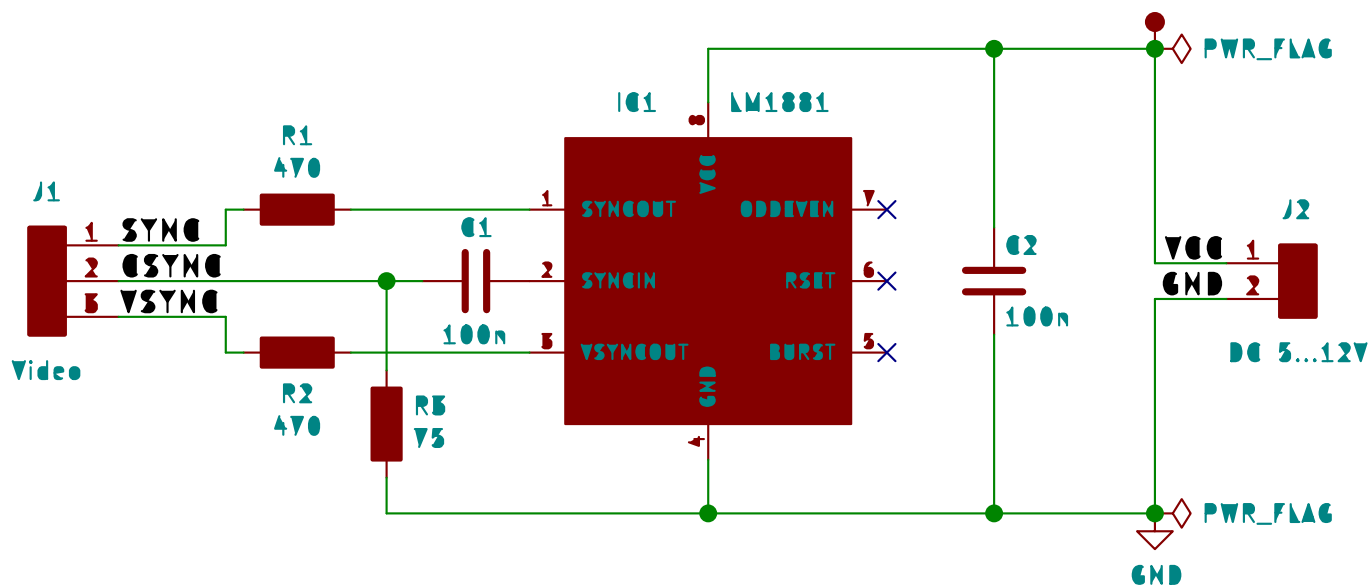 PWR_FLAG
IC1
LM1881
8
R1
470
VCC
J1
1
7
SYNCOUT
ODDEVEN
J2
1
SYNC
C1
C2
VCC
1
2
CSYNC
2
SYNCIN
RSET
6
GND
2
3
VSYNC
100n
100n
3
VSYNCOUT
BURST
5
DC 5...12V
Video
GND
R2
470
R3
75
4
PWR_FLAG
GND